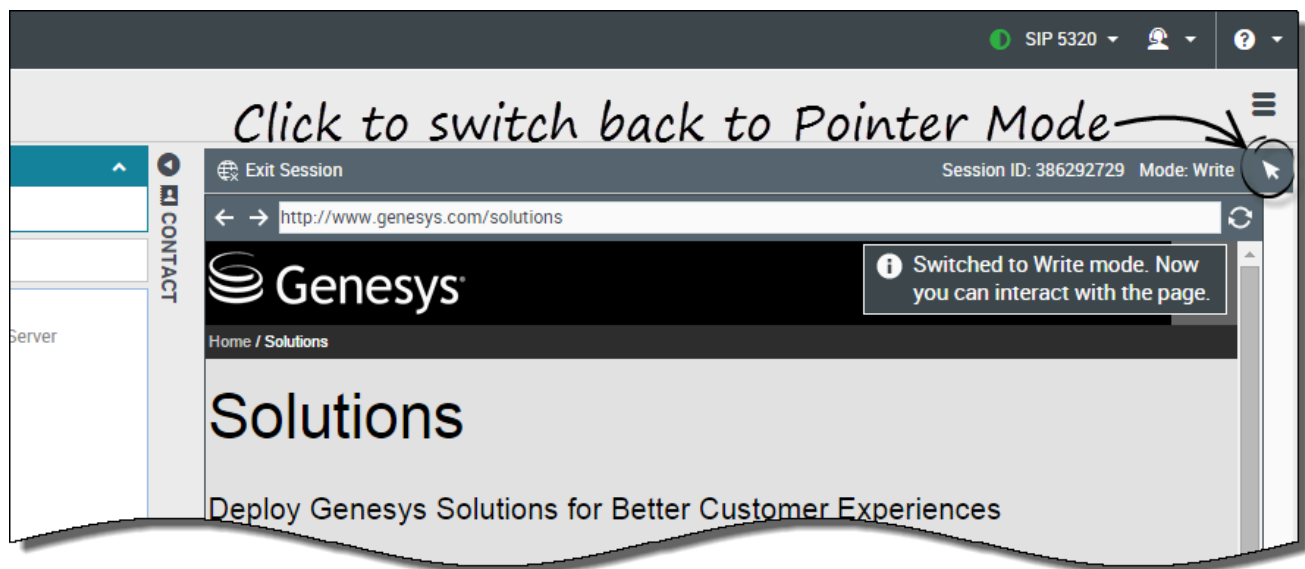 SIP 5320
Click to switch back to Pointer Mode
CONTACT
Exit Session
Session ID: 386292729 Mode: Write
http://www.genesys.com/solutions
Genesys
Switched to Write mode. Now
you can interact with the page.
Server
Home / Solutions
Solutions
Deploy Genesys Solutions for Better Customer Experiences